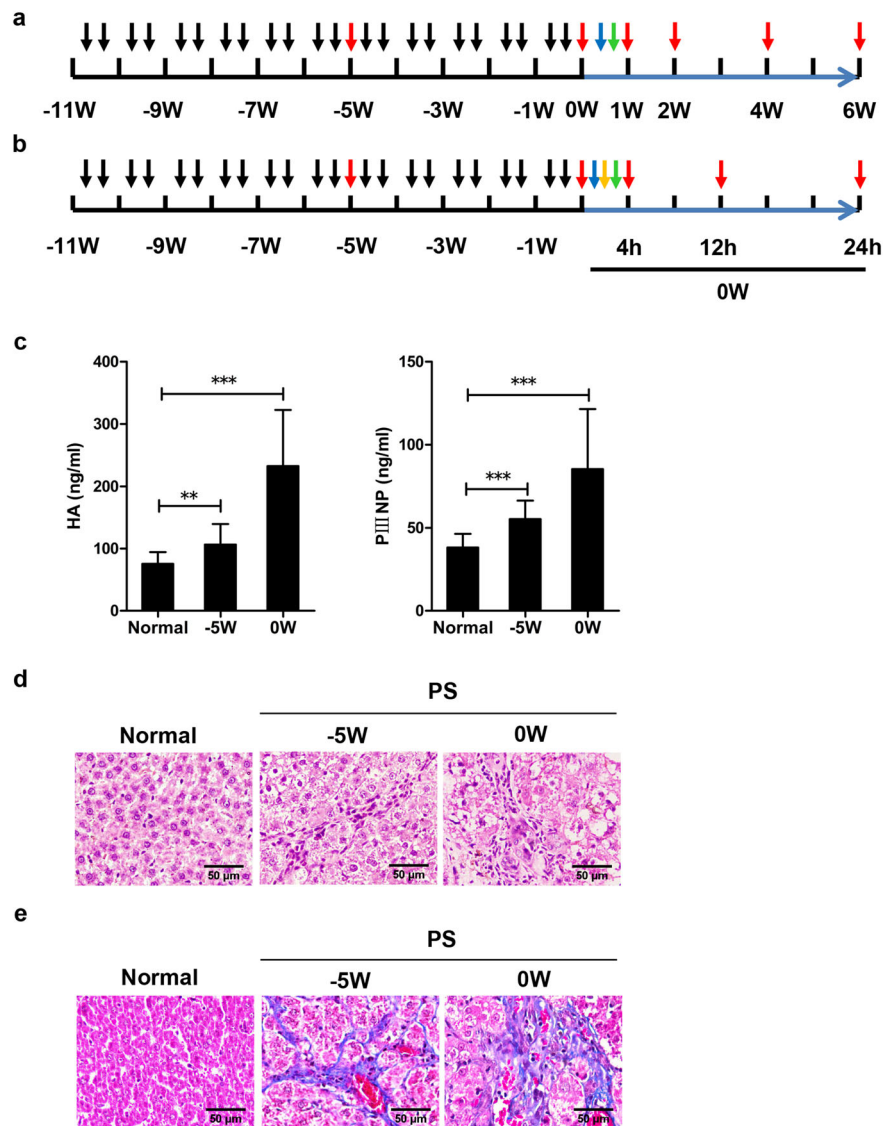 a
-11W -9W -7W -5W -3W -1W 0W 1W 2W 4W 6W
b
-11W -9W -7W -5W -3W -1W 4h 12h 24h
0W
c
HA (ng/ml)
400
300
200
100
0
***
**
Normal -5W 0W
PⅢNP (ng/ml)
150
100
50
0
***
***
Normal -5W 0W
d
PS
Normal -5W 0W
50 μm 50 μm 50 μm
e
PS
Normal -5W 0W
50 μm 50 μm 50 μm